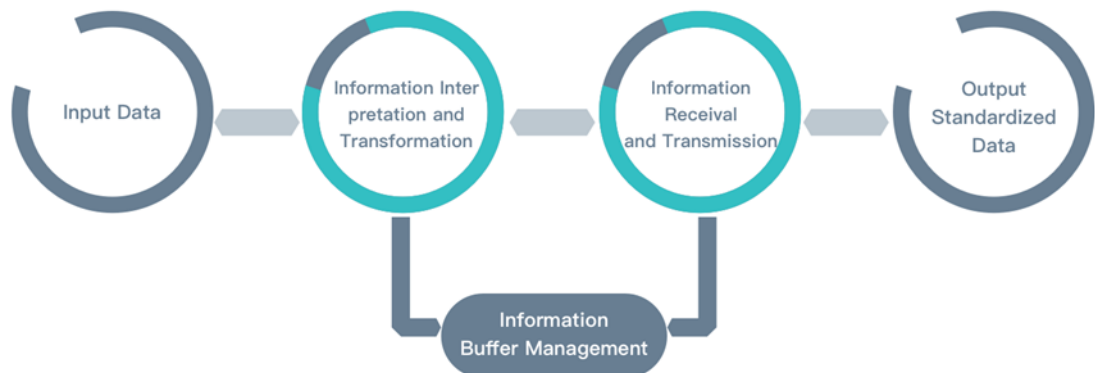 Input Data
Information Inter
pretation and
Transformation
Information
Receival
and Transmission
Output
Standardized
Data
Information
Buffer Management